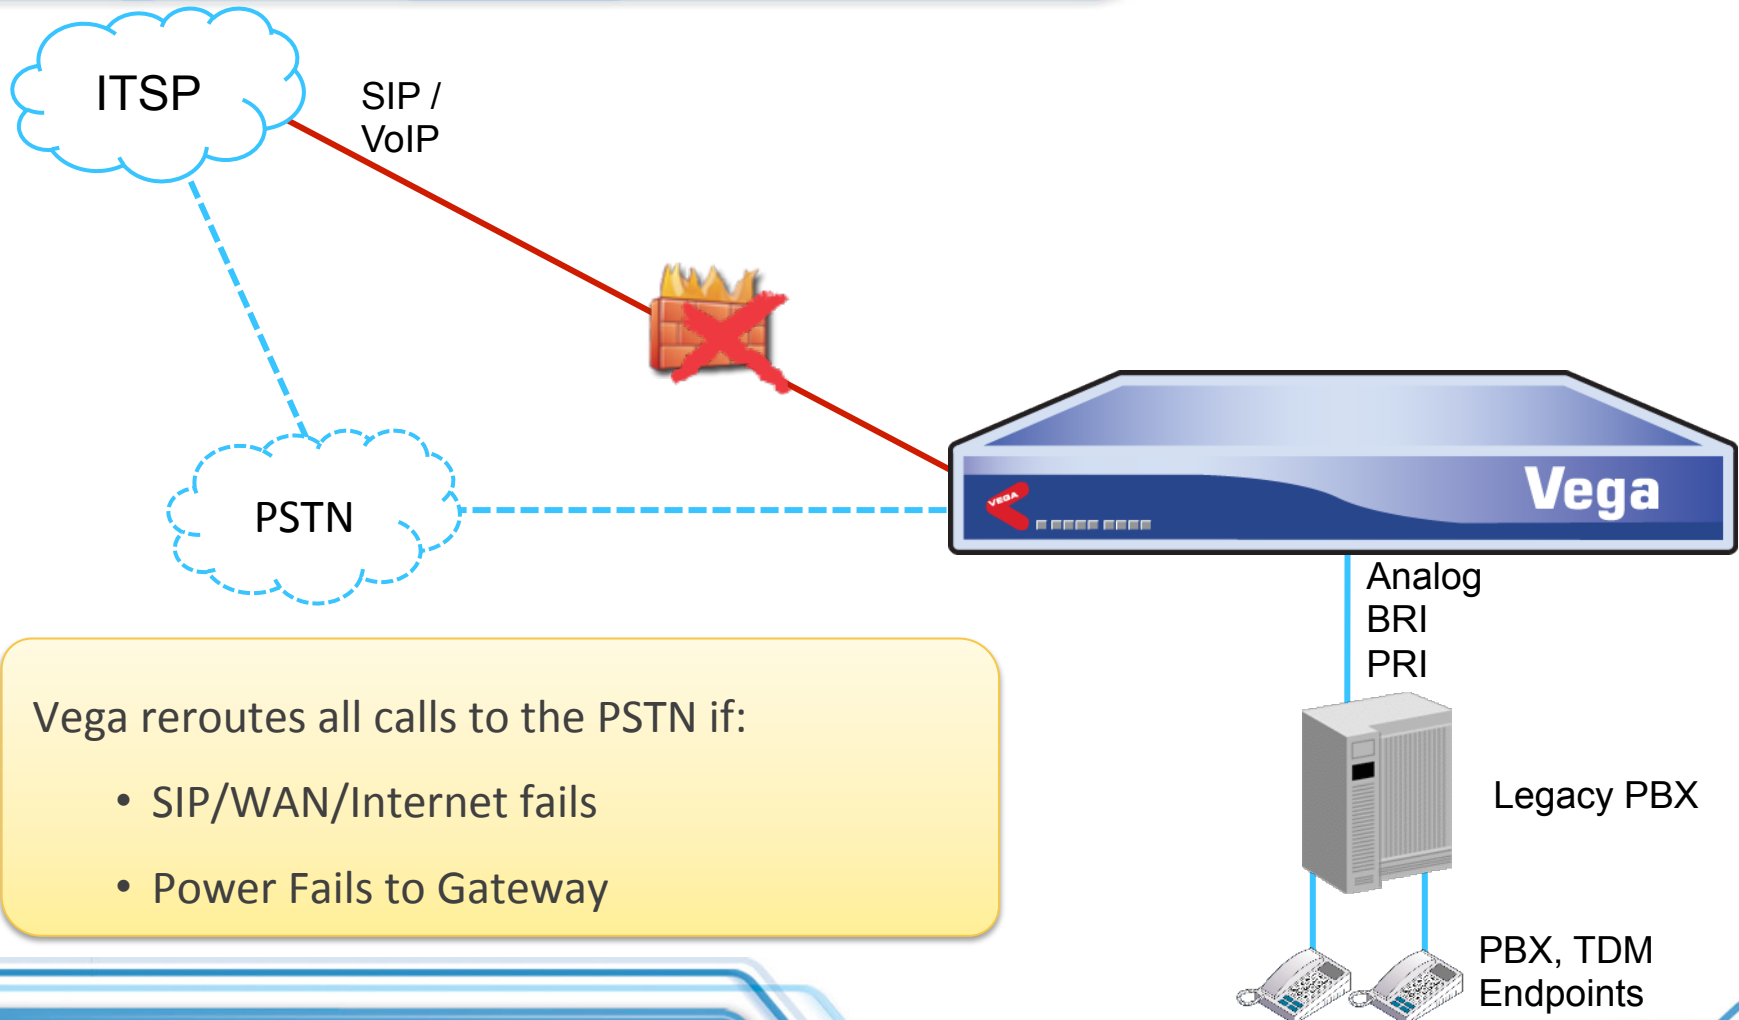 ITSP
SIP /
VoIP
PSTN
VEGA
Vega
Analog
BRI
PRI
Vega reroutes all calls to the PSTN if:
• SIP/WAN/Internet fails
• Power Fails to Gateway
Legacy PBX
PBX, TDM
Endpoints